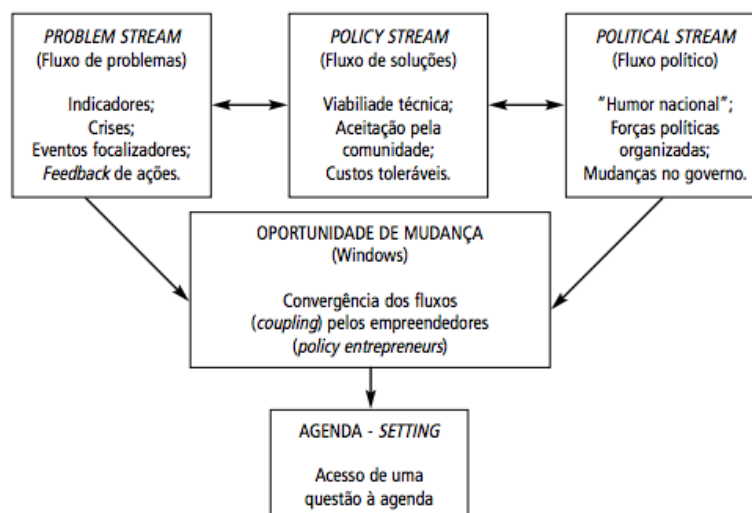 PROBLEM STREAM
(Fluxo de problemas)
Indicadores;
Crises;
Eventos focalizadores;
Feedback de ações.
POLICY STREAM
(Fluxo de soluções)
Viabiliade técnica;
Aceitação pela
comunidade;
Custos toleráveis.
POLITICAL STREAM
(Fluxo político)
"Humor nacional";
Forças políticas
organizadas;
Mudanças no governo.
OPORTUNIDADE DE MUDANÇA
(Windows)
Convergência dos fluxos
(coupling) pelos empreendedores
(policy entrepreneurs)
AGENDA - SETTING
Acesso de uma
questão à agenda